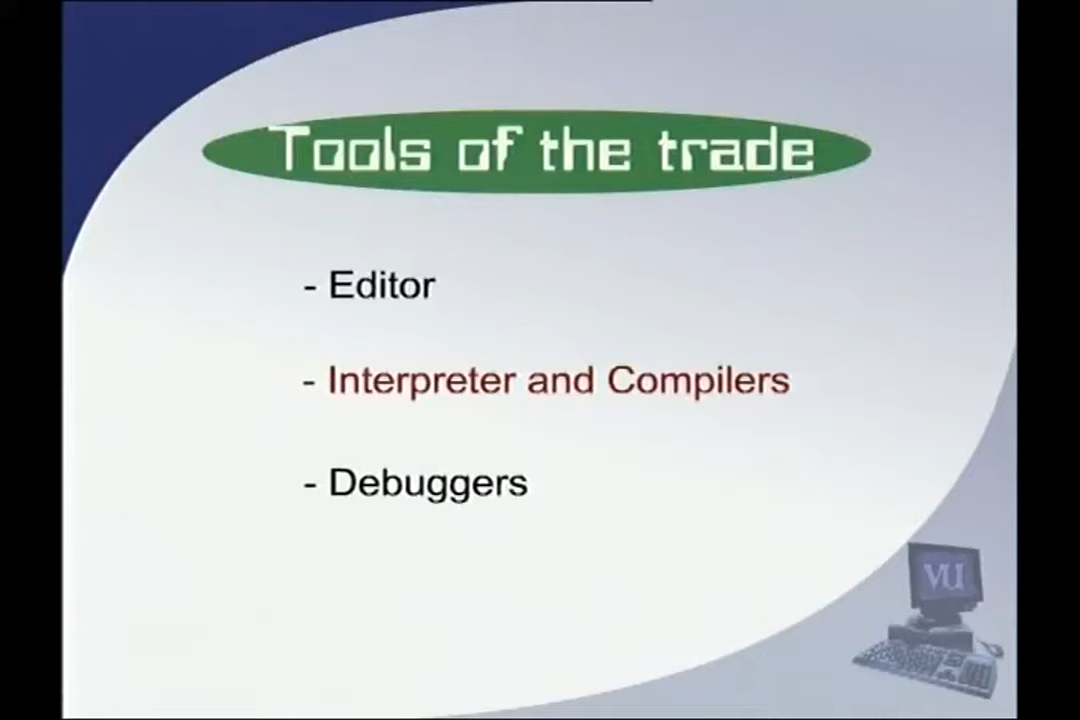 Tools of the trade
- Editor
- Interpreter and Compilers
- Debuggers
VU